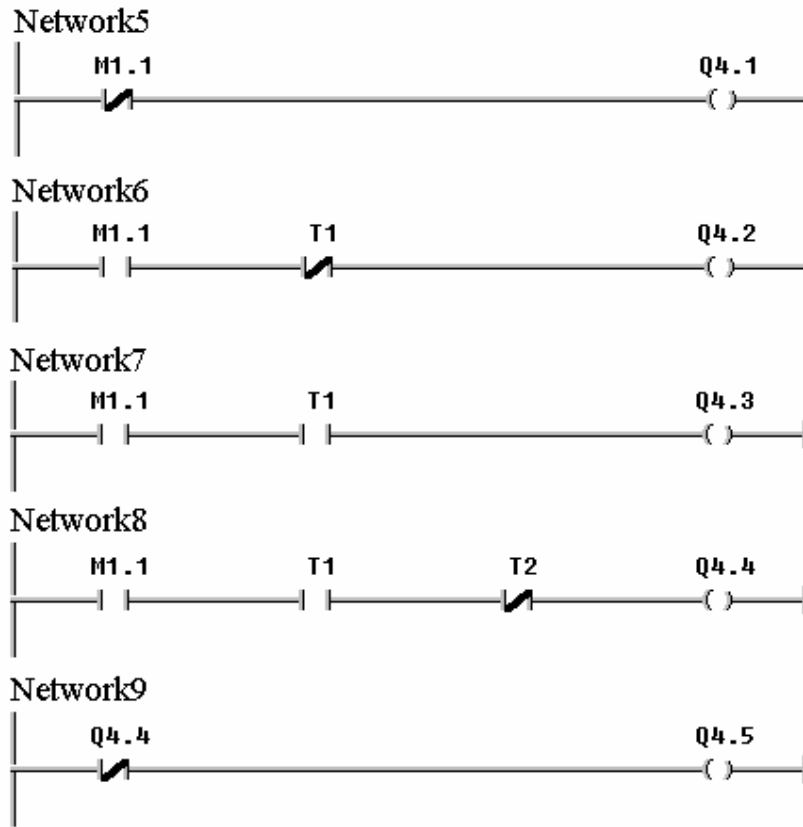 Network5
M1.1 Q4.1
Network6
M1.1 T1 Q4.2
Network7
M1.1 T1 Q4.3
Network8
M1.1 T1 T2 Q4.4
Network9
Q4.4 Q4.5